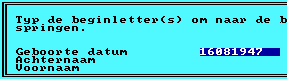 Typ de beginletter(s) om naar de b
springen.
Geboorte datum 16081947
Achternaam
Voornaam